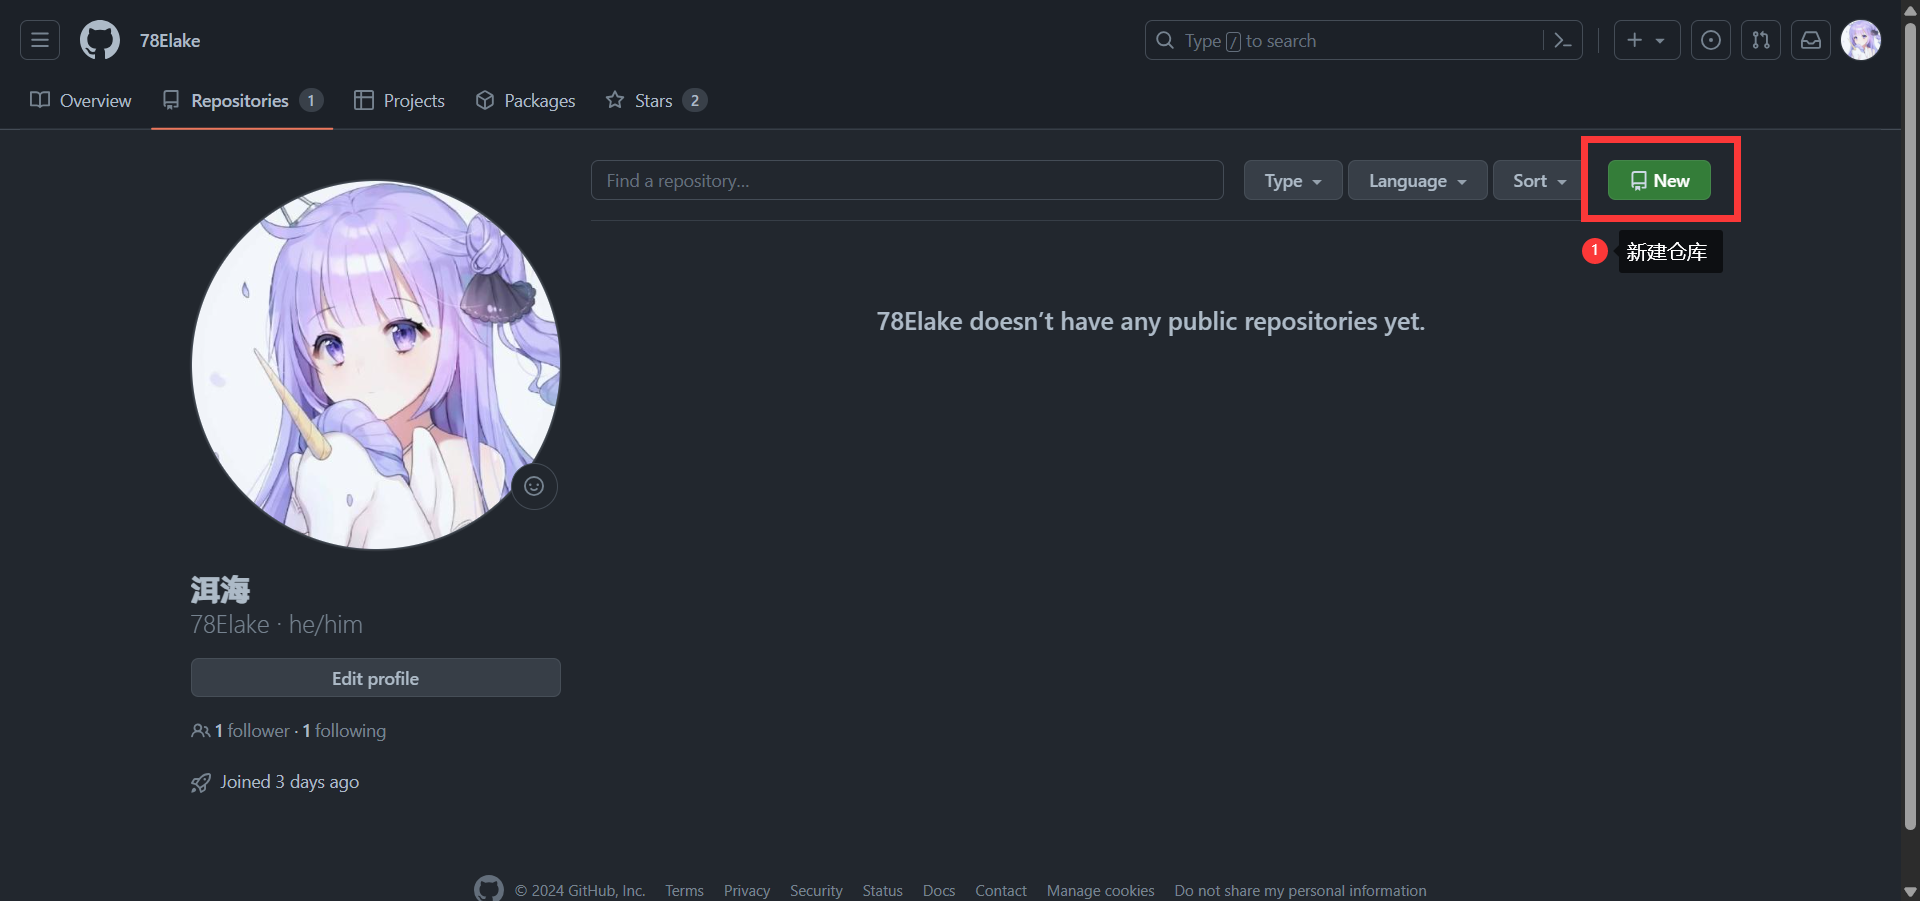 78Elake
Type / to search
Overview
Repositories 1
Projects
Packages
Stars 2
Find a repository...
Type
Language
Sort
New
1
新建仓库
78Elake doesn’t have any public repositories yet.
洱海
78Elake · he/him
Edit profile
1 follower · 1 following
Joined 3 days ago
© 2024 GitHub, Inc. Terms Privacy Security Status Docs Contact Manage cookies Do not share my personal information